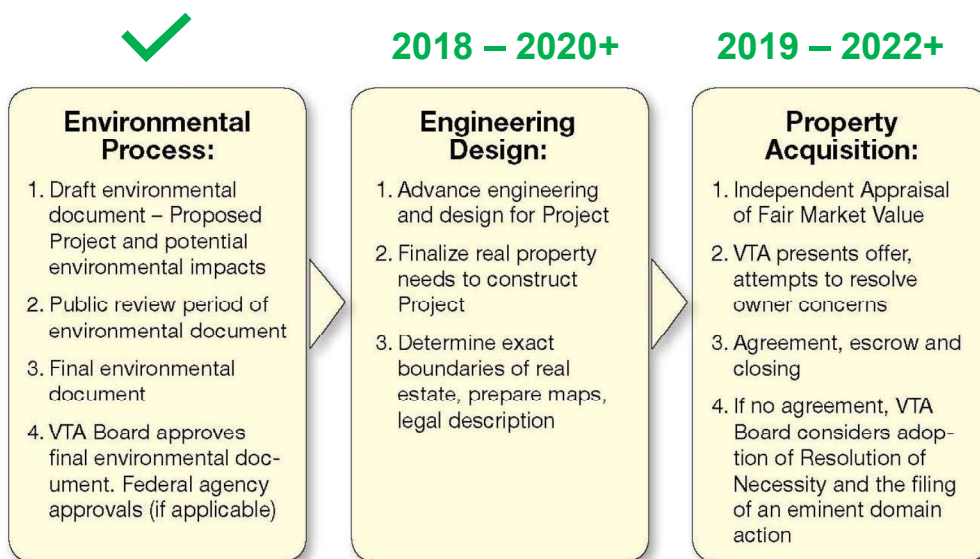 2018 – 2020+
2019 – 2022+
Environmental
Process:
1. Draft environmental
document – Proposed
Project and potential
environmental impacts
2. Public review period of
environmental document
3. Final environmental
document
4. VTA Board approves
final environmental doc-
ument. Federal agency
approvals (if applicable)
Engineering
Design:
1. Advance engineering
and design for Project
2. Finalize real property
needs to construct
Project
3. Determine exact
boundaries of real
estate, prepare maps,
legal description
Property
Acquisition:
1. Independent Appraisal
of Fair Market Value
2. VTA presents offer,
attempts to resolve
owner concerns
3. Agreement, escrow and
closing
4. If no agreement, VTA
Board considers adop-
tion of Resolution of
Necessity and the filing
of an eminent domain
action